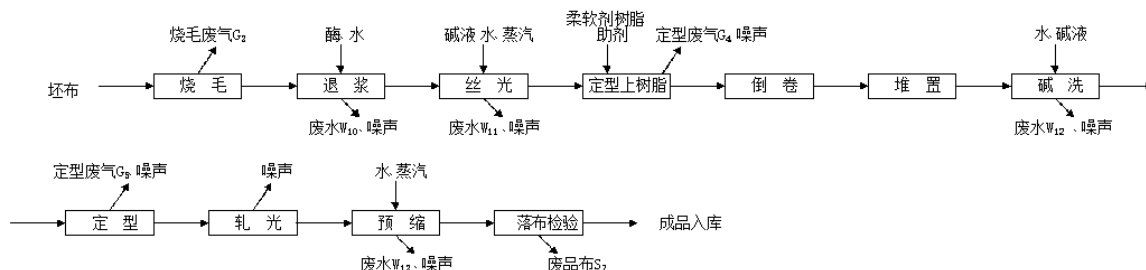 柔软剂树脂
烧毛废气G₂ 酶、水 碱液、水、蒸汽 助剂 定型废气G₄、噪声 水、碱液
坯布 烧毛 退浆 丝光 定型上树脂 倒卷 堆置 碱洗
废水W₁₀、噪声 废水W₁₁、噪声 废水W₁₂、噪声
定型废气G₅、噪声 噪声 水、蒸汽
定型 轧光 预缩 落布检验 成品入库
废水W₁₃、噪声 废品布S₇